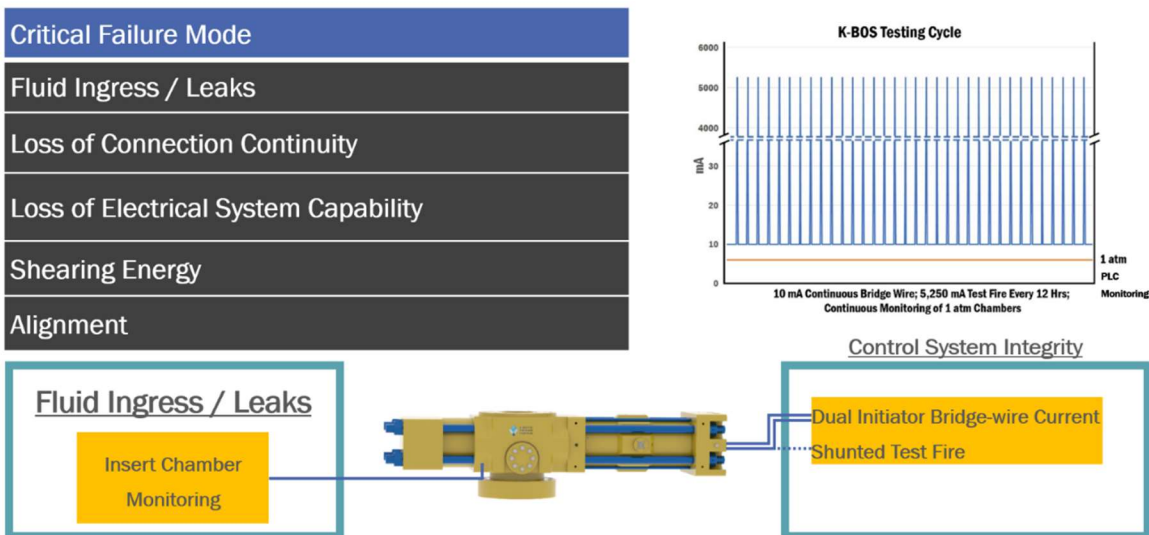 Critical Failure Mode
Fluid Ingress / Leaks
Loss of Connection Continuity
Loss of Electrical System Capability
Shearing Energy
Alignment
K-BOS Testing Cycle
6000
5000
4000
mA
30
20
10
0
1 atm
PLC
Monitoring
10 mA Continuous Bridge Wire; 5,250 mA Test Fire Every 12 Hrs;
Continuous Monitoring of 1 atm Chambers
Fluid Ingress / Leaks
Insert Chamber
Monitoring
Control System Integrity
Dual Initiator Bridge-wire Current
Shunted Test Fire